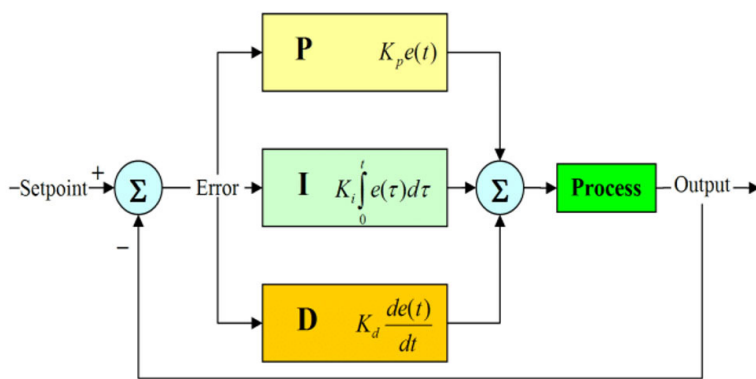 P K_p e(t)
–Setpoint + Σ Error I K_i ∫_0^t e(τ)dτ Σ Process Output
–
D K_d de(t)/dt